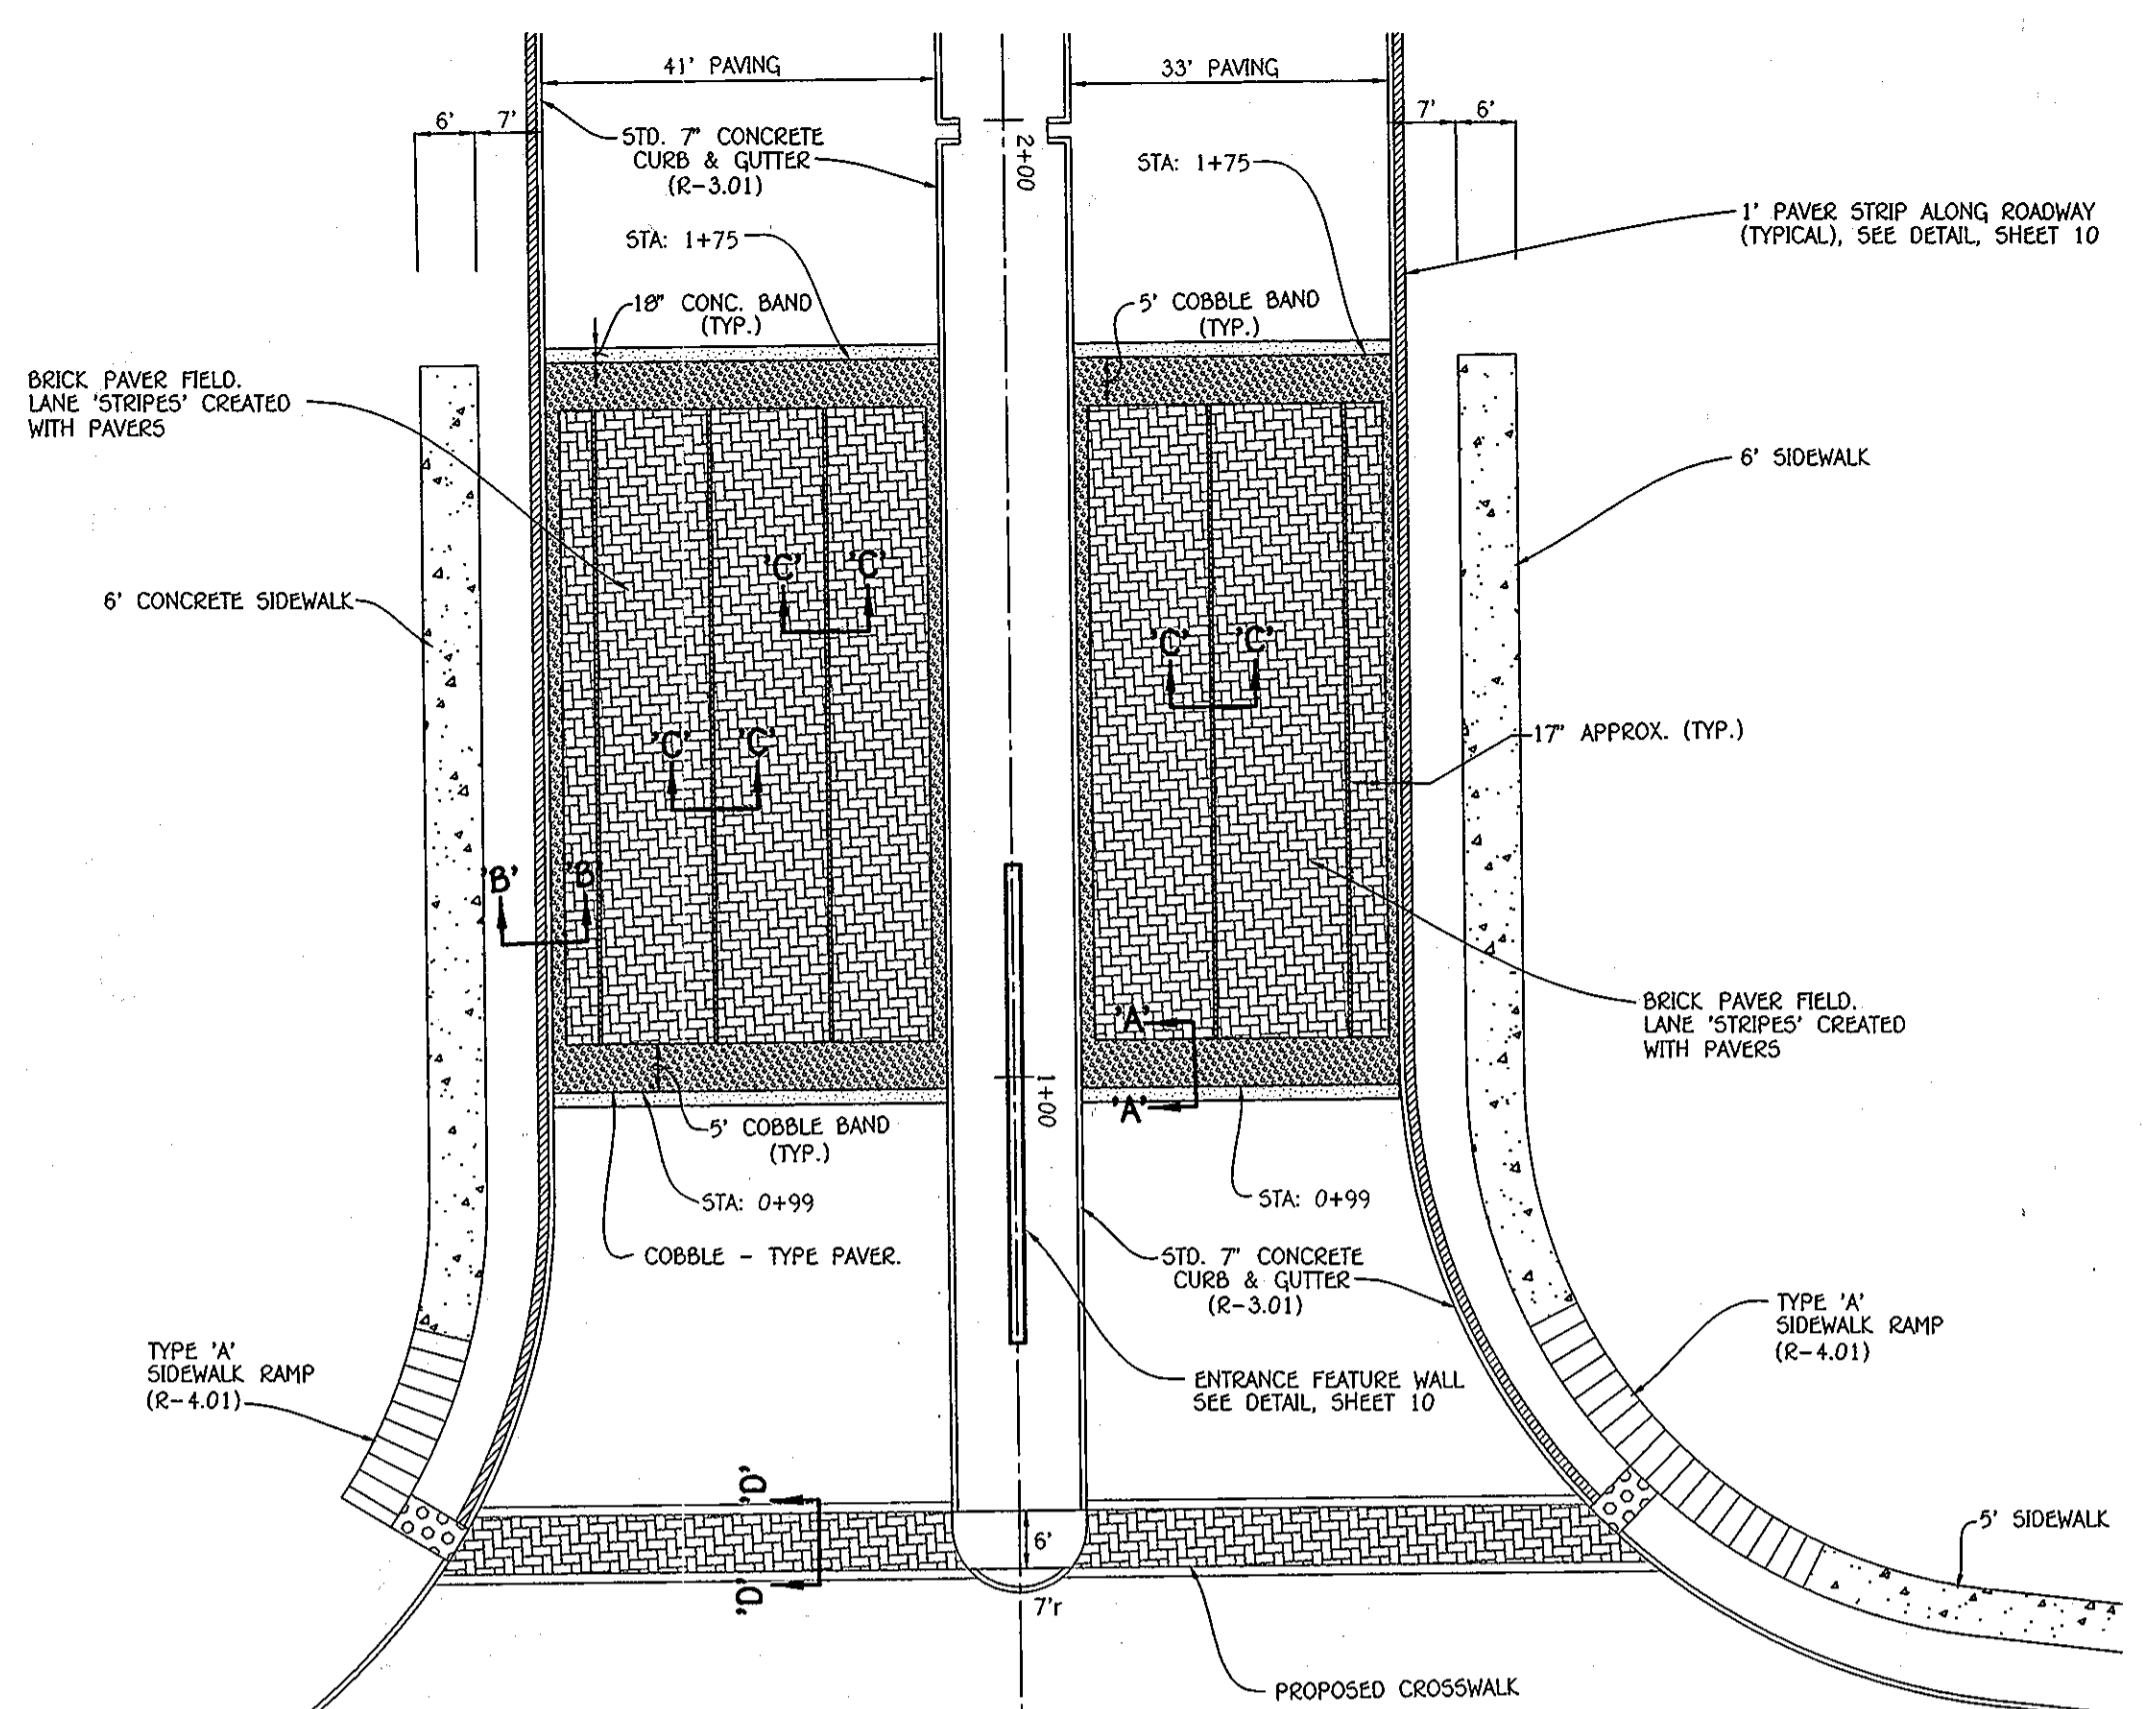 41' PAVING
33' PAVING
6'
7'
7'
6'
STD. 7" CONCRETE
CURB & GUTTER
(R-3.01)
2+00
STA: 1+75
STA: 1+75
1' PAVER STRIP ALONG ROADWAY
(TYPICAL), SEE DETAIL, SHEET 10
18" CONC. BAND
(TYP.)
5' COBBLE BAND
(TYP.)
BRICK PAVER FIELD.
LANE 'STRIPES' CREATED
WITH PAVERS
6' SIDEWALK
'C'
'C'
6' CONCRETE SIDEWALK
'C'
'C'
'C'
'C'
17" APPROX. (TYP.)
'B'
'B'
BRICK PAVER FIELD.
LANE 'STRIPES' CREATED
WITH PAVERS
'A'
1+00
'A'
5' COBBLE BAND
(TYP.)
STA: 0+99
STA: 0+99
COBBLE - TYPE PAVER.
STD. 7" CONCRETE
CURB & GUTTER
(R-3.01)
TYPE 'A'
SIDEWALK RAMP
(R-4.01)
TYPE 'A'
SIDEWALK RAMP
(R-4.01)
ENTRANCE FEATURE WALL
SEE DETAIL, SHEET 10
'D'
5' SIDEWALK
6'
'D'
7'r
PROPOSED CROSSWALK